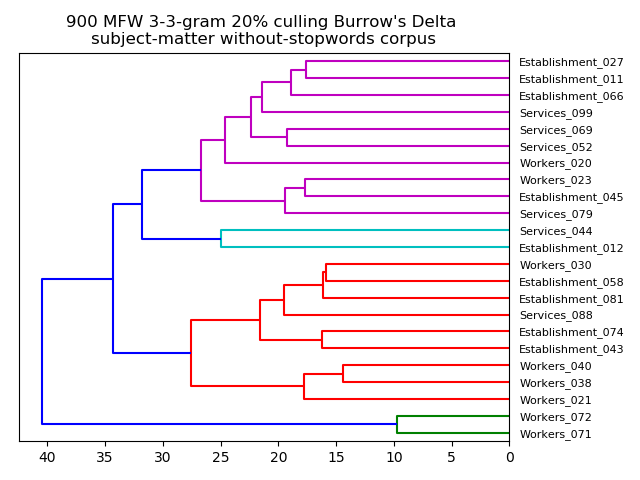 900 MFW 3-3-gram 20% culling Burrow's Delta
subject-matter without-stopwords corpus
Establishment_027
Establishment_011
Establishment_066
Services_099
Services_069
Services_052
Workers_020
Workers_023
Establishment_045
Services_079
Services_044
Establishment_012
Workers_030
Establishment_058
Establishment_081
Services_088
Establishment_074
Establishment_043
Workers_040
Workers_038
Workers_021
Workers_072
Workers_071
40 35 30 25 20 15 10 5 0